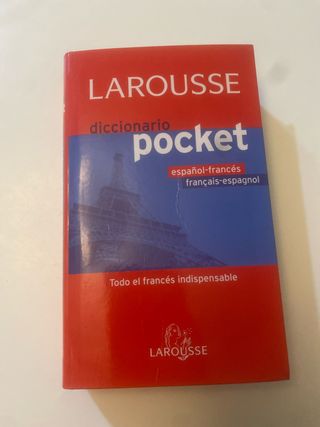 LAROUSSE
diccionario
pocket
español-francés
français-espagnol
Todo el francés indispensable
LAROUSSE